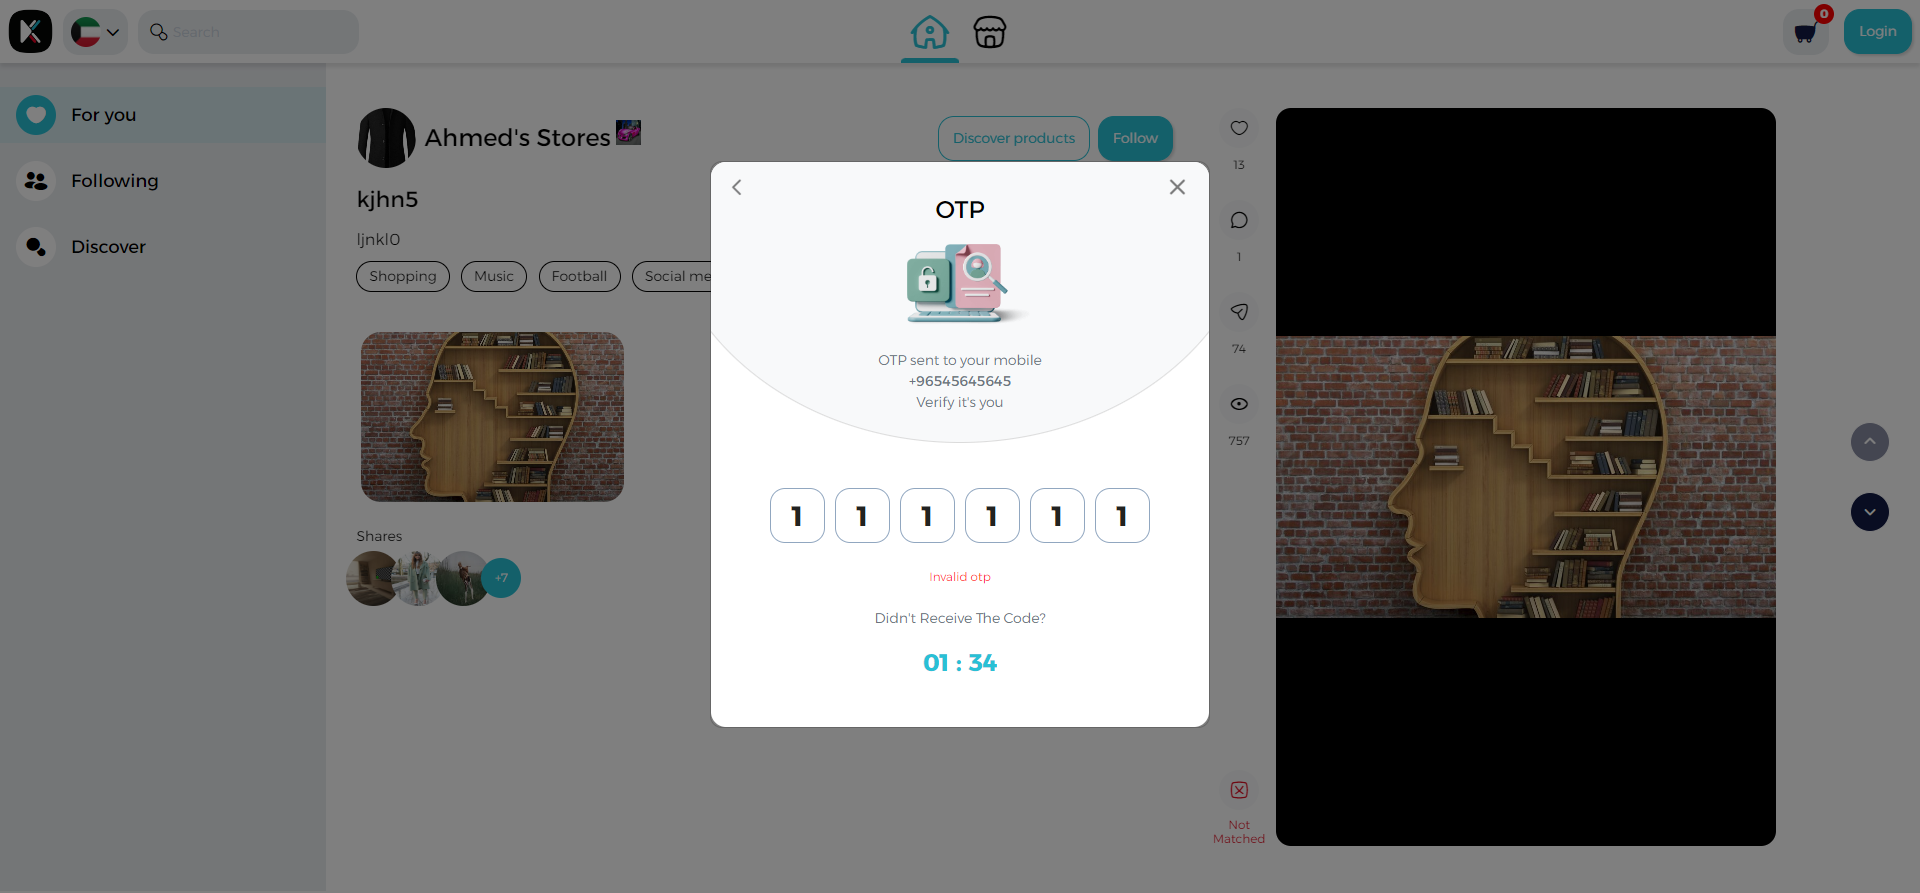 Search
0
Login
For you
Following
Discover
Ahmed's Stores
Discover products
Follow
kjhn5
ljnkl0
Shopping
Music
Football
Social me
Shares
+7
OTP
OTP sent to your mobile
+96545645645
Verify it's you
1 1 1 1 1 1
Invalid otp
Didn't Receive The Code?
01 : 34
13
1
74
757
Not
Matched